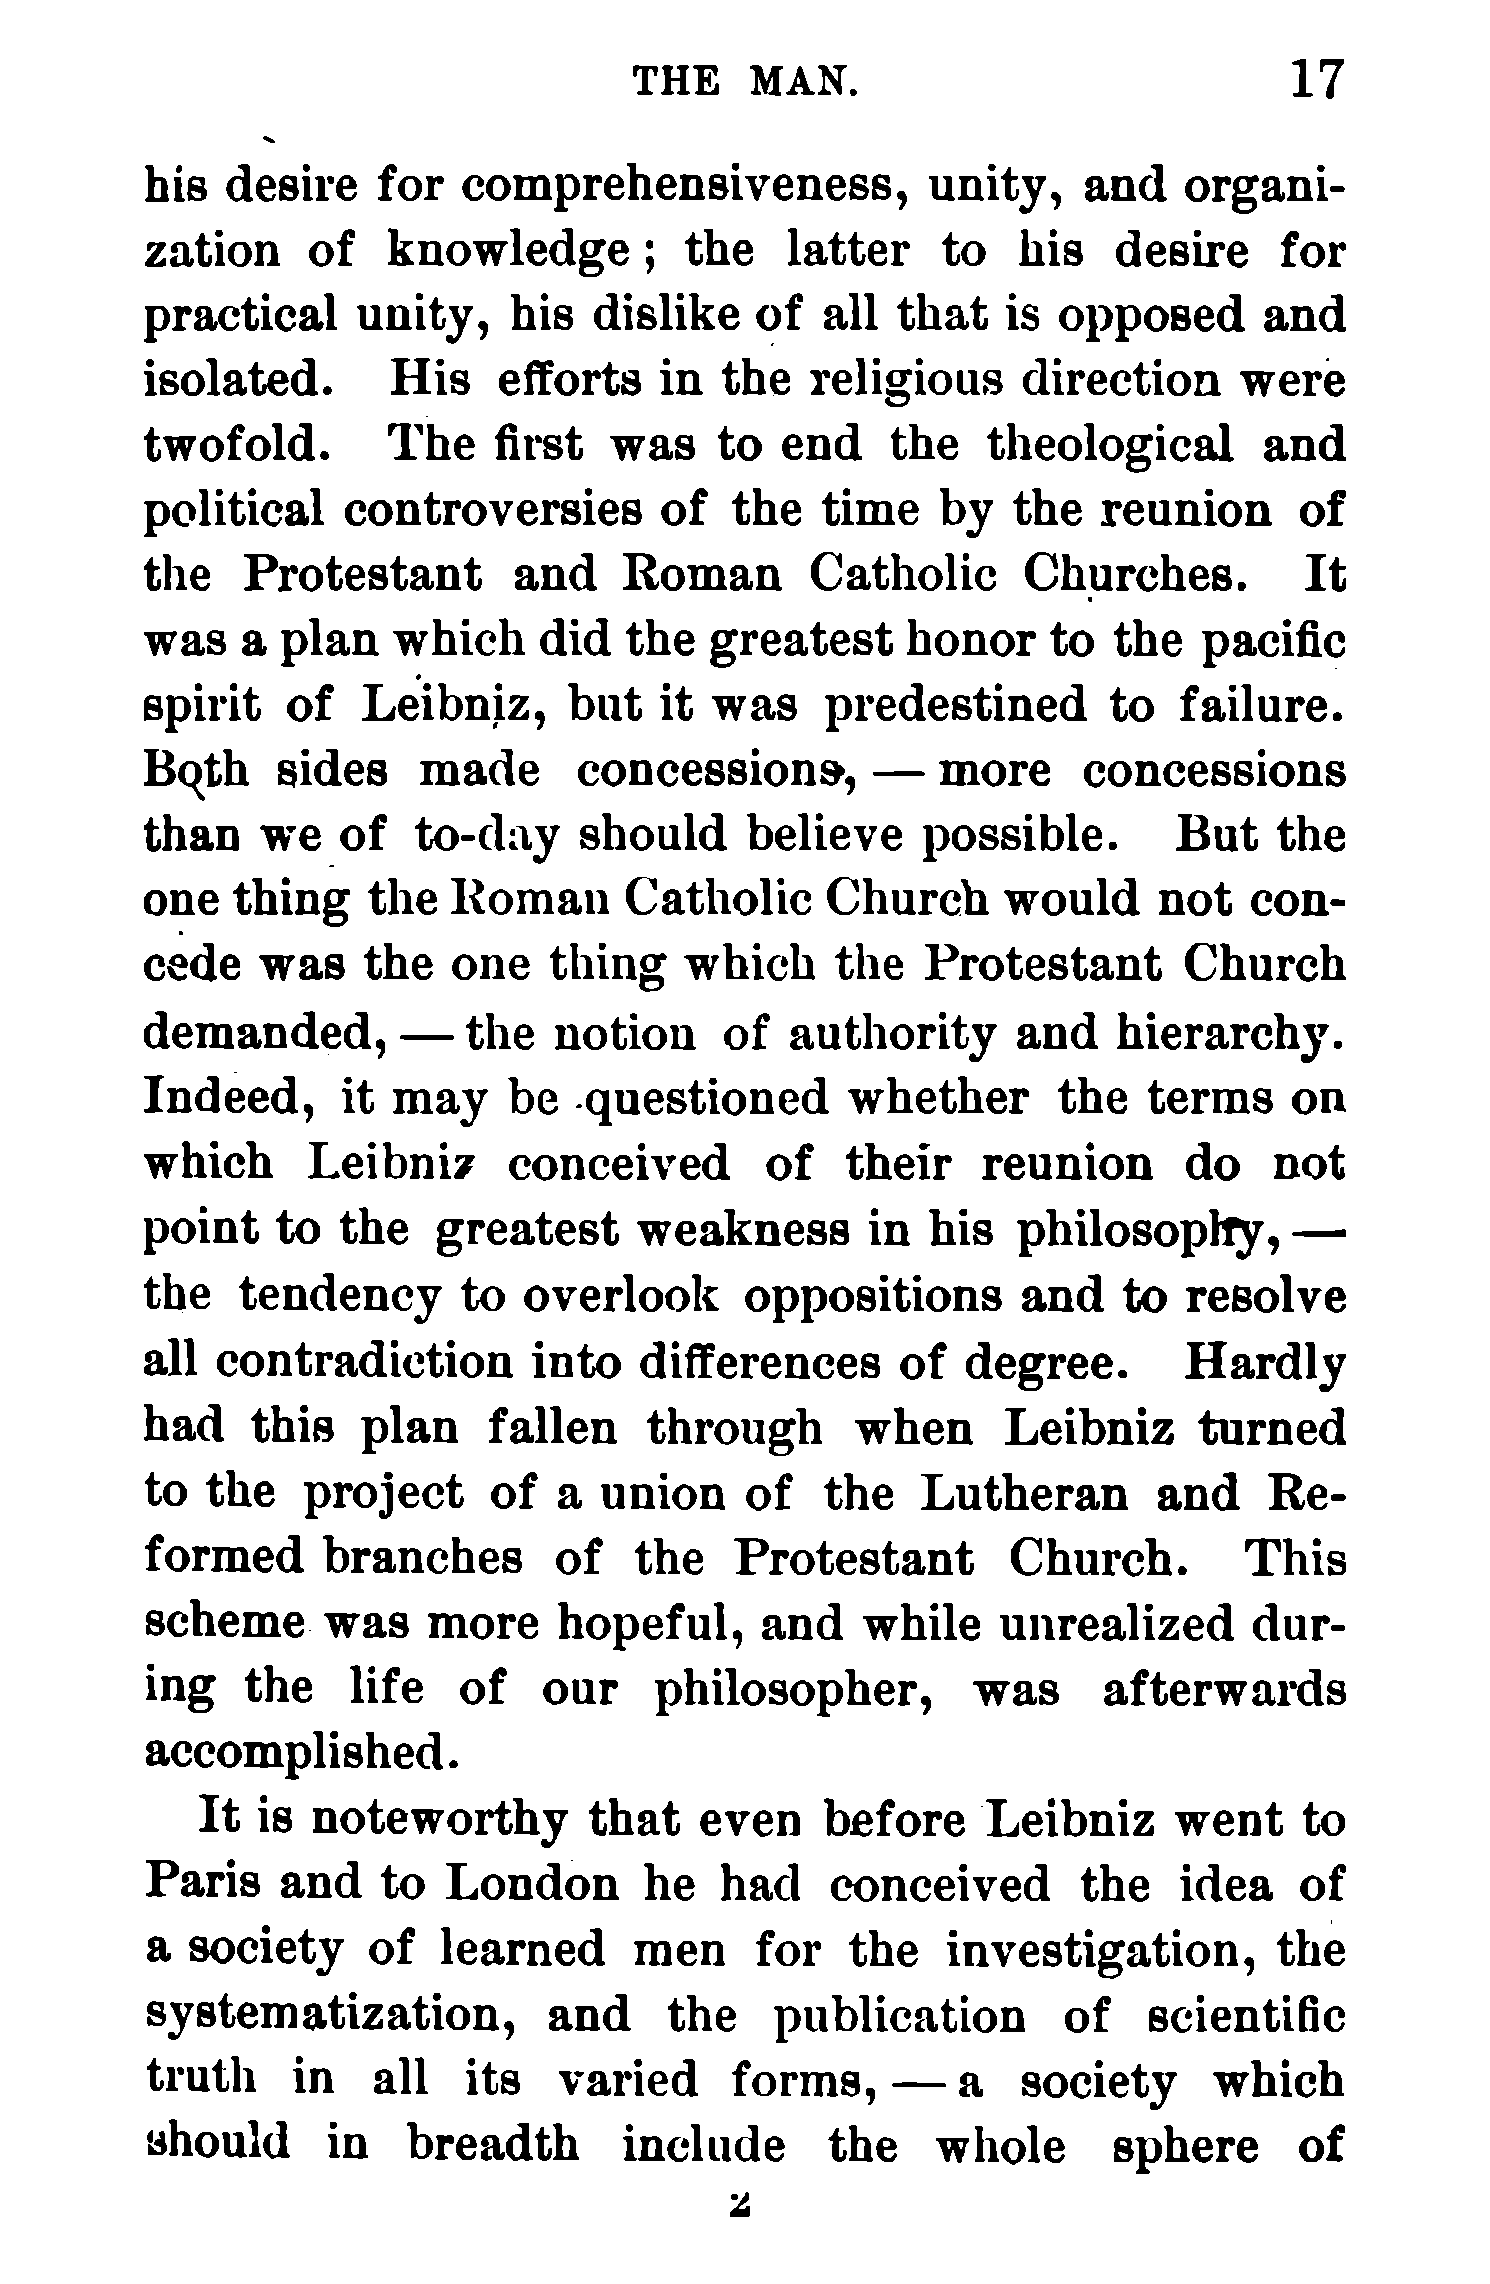 THE MAN. 17
his desire for comprehensiveness, unity, and organi-
zation of knowledge; the latter to his desire for
practical unity, his dislike of all that is opposed and
isolated. His efforts in the religious direction were
twofold. The first was to end the theological and
political controversies of the time by the reunion of
the Protestant and Roman Catholic Churches. It
was a plan which did the greatest honor to the pacific
spirit of Leibniz, but it was predestined to failure.
Both sides made concessions, — more concessions
than we of to-day should believe possible. But the
one thing the Roman Catholic Church would not con-
cede was the one thing which the Protestant Church
demanded, — the notion of authority and hierarchy.
Indeed, it may be questioned whether the terms on
which Leibniz conceived of their reunion do not
point to the greatest weakness in his philosophy, —
the tendency to overlook oppositions and to resolve
all contradiction into differences of degree. Hardly
had this plan fallen through when Leibniz turned
to the project of a union of the Lutheran and Re-
formed branches of the Protestant Church. This
scheme was more hopeful, and while unrealized dur-
ing the life of our philosopher, was afterwards
accomplished.
It is noteworthy that even before Leibniz went to
Paris and to London he had conceived the idea of
a society of learned men for the investigation, the
systematization, and the publication of scientific
truth in all its varied forms, — a society which
should in breadth include the whole sphere of
2